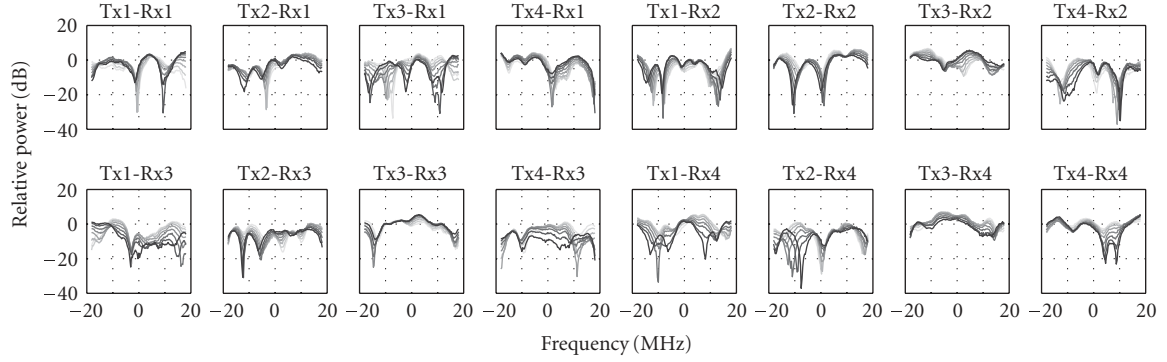 Tx1-Rx1 Tx2-Rx1 Tx3-Rx1 Tx4-Rx1 Tx1-Rx2 Tx2-Rx2 Tx3-Rx2 Tx4-Rx2
20
0
−20
−40
Relative power (dB)
Tx1-Rx3 Tx2-Rx3 Tx3-Rx3 Tx4-Rx3 Tx1-Rx4 Tx2-Rx4 Tx3-Rx4 Tx4-Rx4
20
0
−20
−40
−20 0 20 −20 0 20 −20 0 20 −20 0 20 −20 0 20 −20 0 20 −20 0 20 −20 0 20
Frequency (MHz)